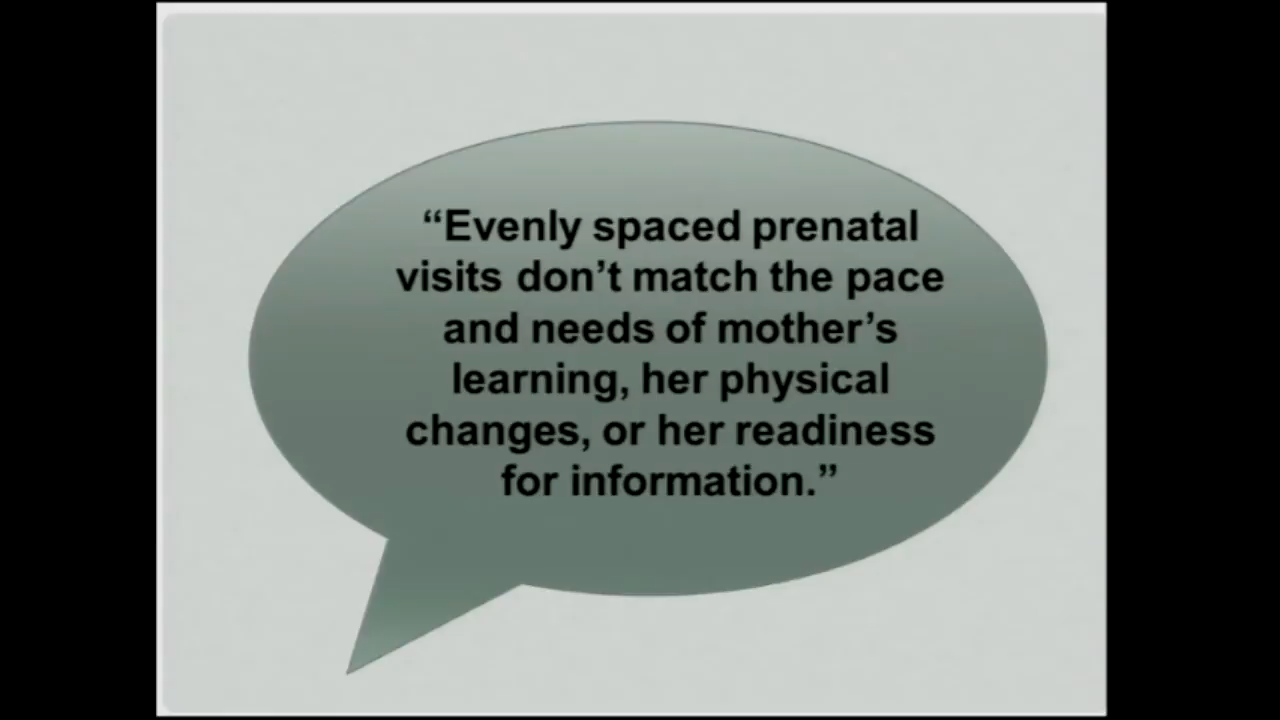 “Evenly spaced prenatal
visits don’t match the pace
and needs of mother’s
learning, her physical
changes, or her readiness
for information.”